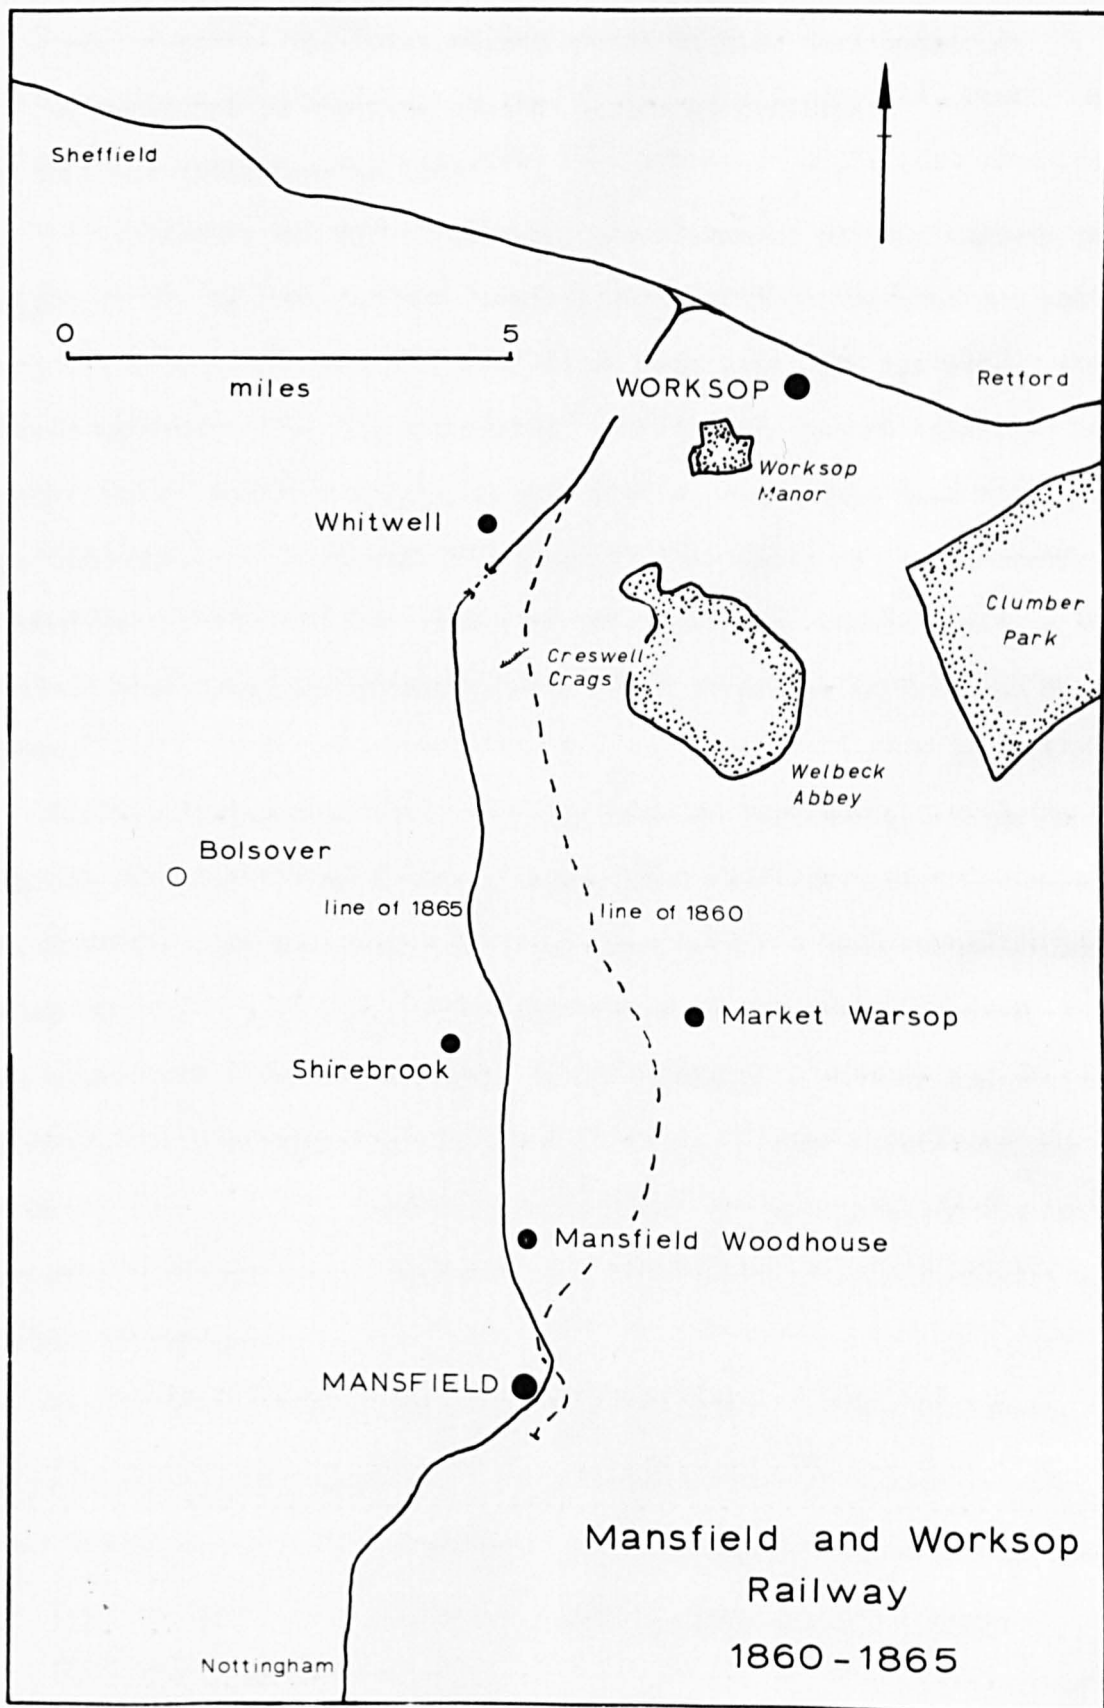 Sheffield
0 5
miles
WORKSOP
Retford
Worksop
Manor
Whitwell
Clumber
Park
Creswell
Crags
Welbeck
Abbey
Bolsover
line of 1865
line of 1860
Market Warsop
Shirebrook
Mansfield Woodhouse
MANSFIELD
Mansfield and Worksop
Railway
1860-1865
Nottingham